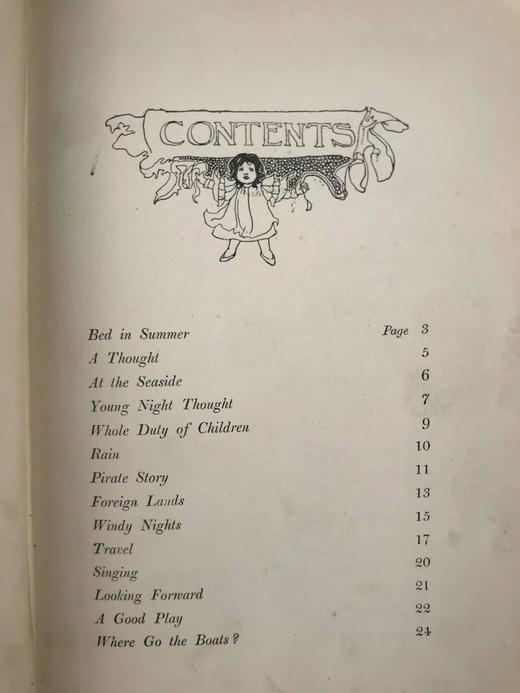 CONTENTS
Bed in Summer Page 3
A Thought 5
At the Seaside 6
Young Night Thought 7
Whole Duty of Children 9
Rain 10
Pirate Story 11
Foreign Lands 13
Windy Nights 15
Travel 17
Singing 20
Looking Forward 21
A Good Play 22
Where Go the Boats? 24